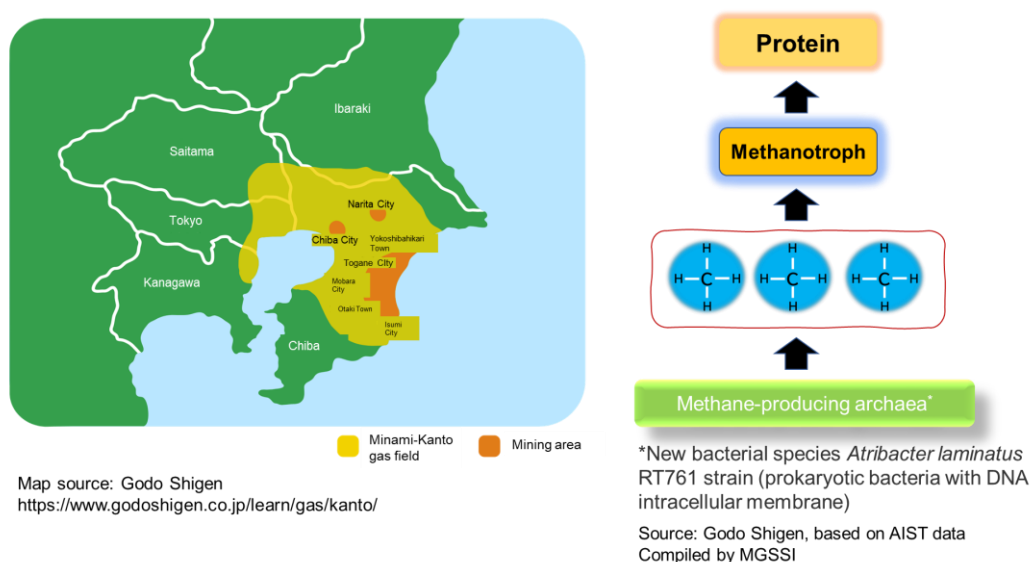 Ibaraki
Saitama
Narita City
Tokyo
Chiba City
Yokoshibahikari
Town
Togane City
Kanagawa
Mobara
City
Otaki Town
Isumi
City
Chiba
Minami-Kanto
gas field
Mining area
Map source: Godo Shigen
https://www.godoshigen.co.jp/learn/gas/kanto/
Protein
Methanotroph
H H H
H C H H C H H C H
H H H
Methane-producing archaea*
*New bacterial species Atribacter laminatus
RT761 strain (prokaryotic bacteria with DNA
intracellular membrane)
Source: Godo Shigen, based on AIST data
Compiled by MGSSI